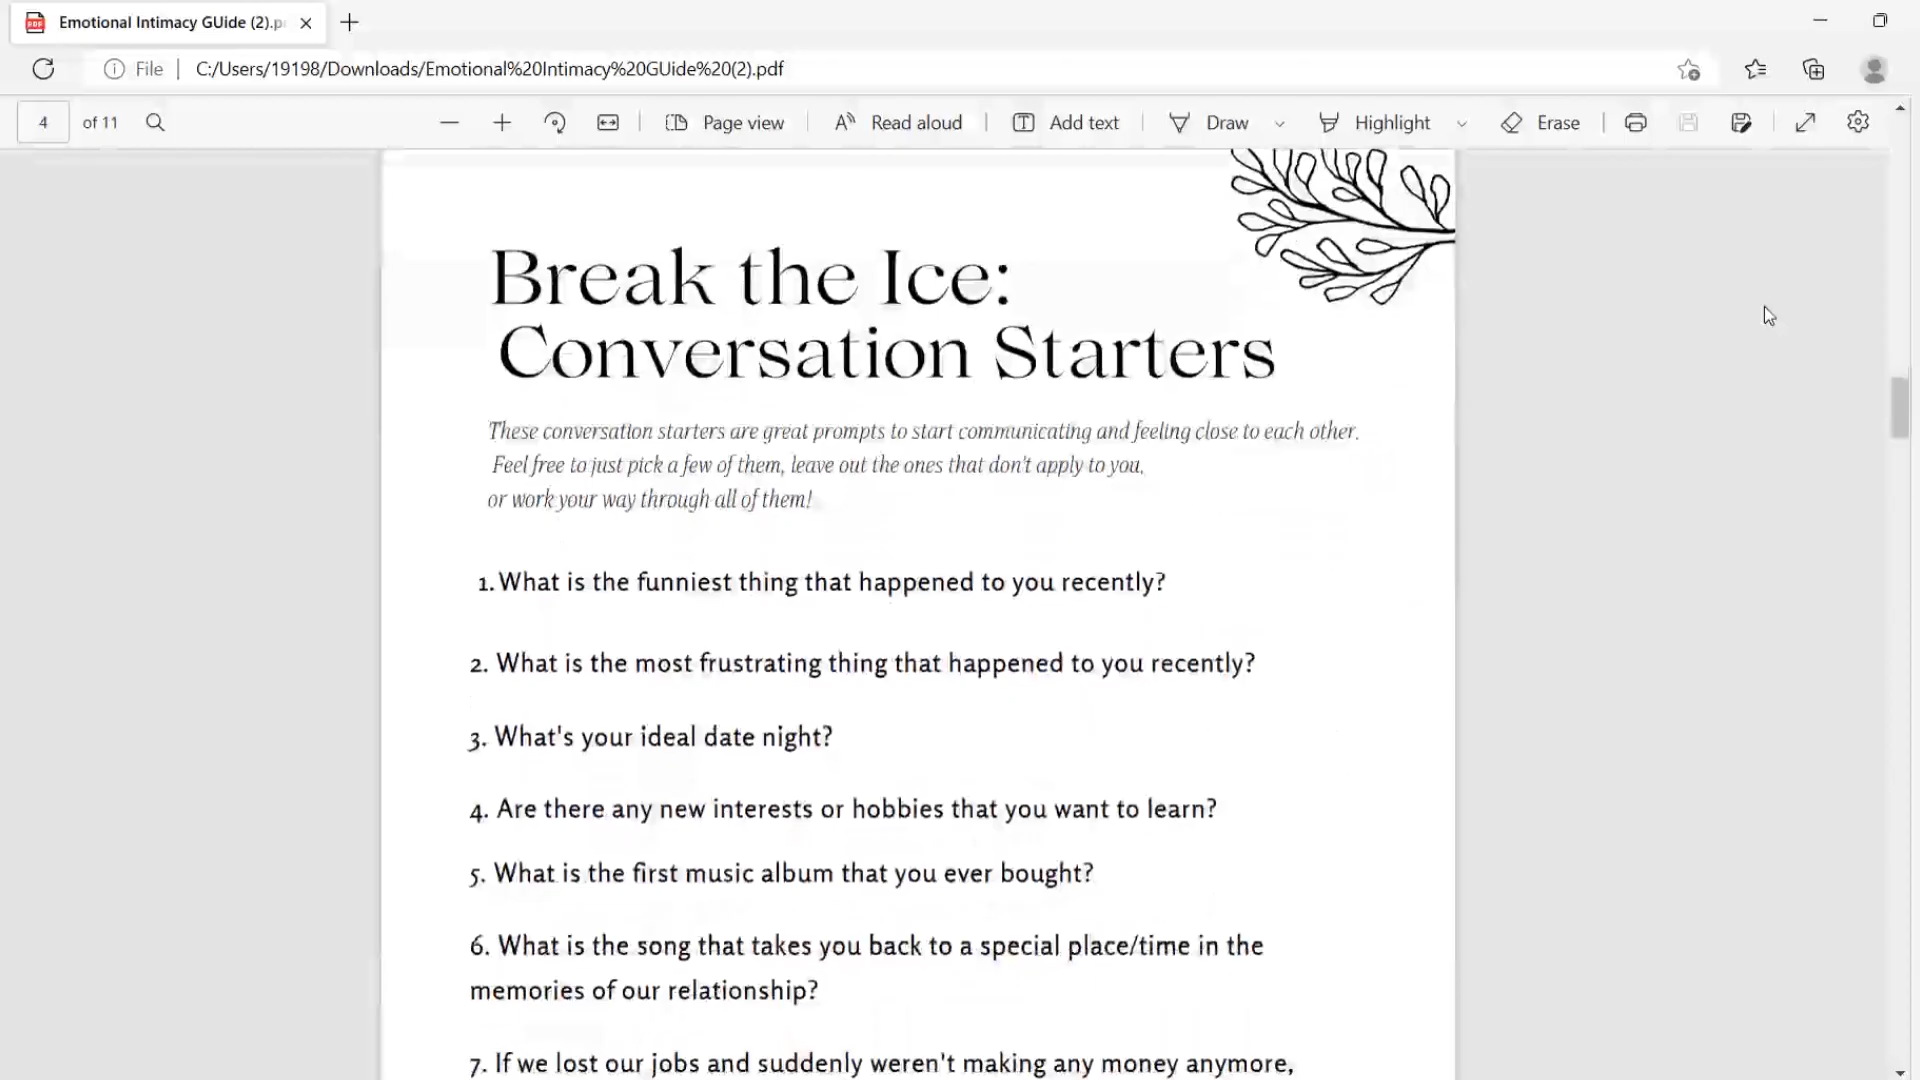 Emotional Intimacy GUide (2).p
File
C:/Users/19198/Downloads/Emotional%20Intimacy%20GUide%20(2).pdf
4 of 11
Page view
Read aloud
Add text
Draw
Highlight
Erase
Break the Ice:
Conversation Starters
These conversation starters are great prompts to start communicating and feeling close to each other.
Feel free to just pick a few of them, leave out the ones that don't apply to you,
or work your way through all of them!
1. What is the funniest thing that happened to you recently?
2. What is the most frustrating thing that happened to you recently?
3. What's your ideal date night?
4. Are there any new interests or hobbies that you want to learn?
5. What is the first music album that you ever bought?
6. What is the song that takes you back to a special place/time in the
memories of our relationship?
7. If we lost our jobs and suddenly weren't making any money anymore,